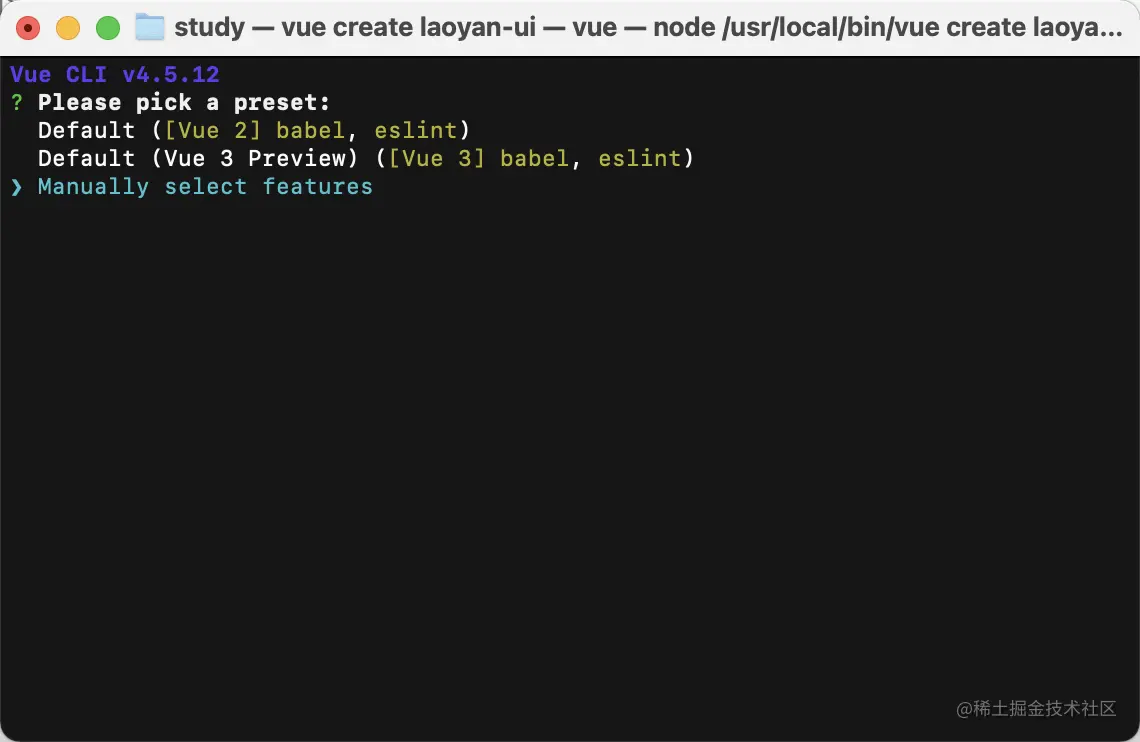 study — vue create laoyan-ui — vue — node /usr/local/bin/vue create laoya...
Vue CLI v4.5.12
? Please pick a preset:
Default ([Vue 2] babel, eslint)
Default (Vue 3 Preview) ([Vue 3] babel, eslint)
❯ Manually select features
@稀土掘金技术社区